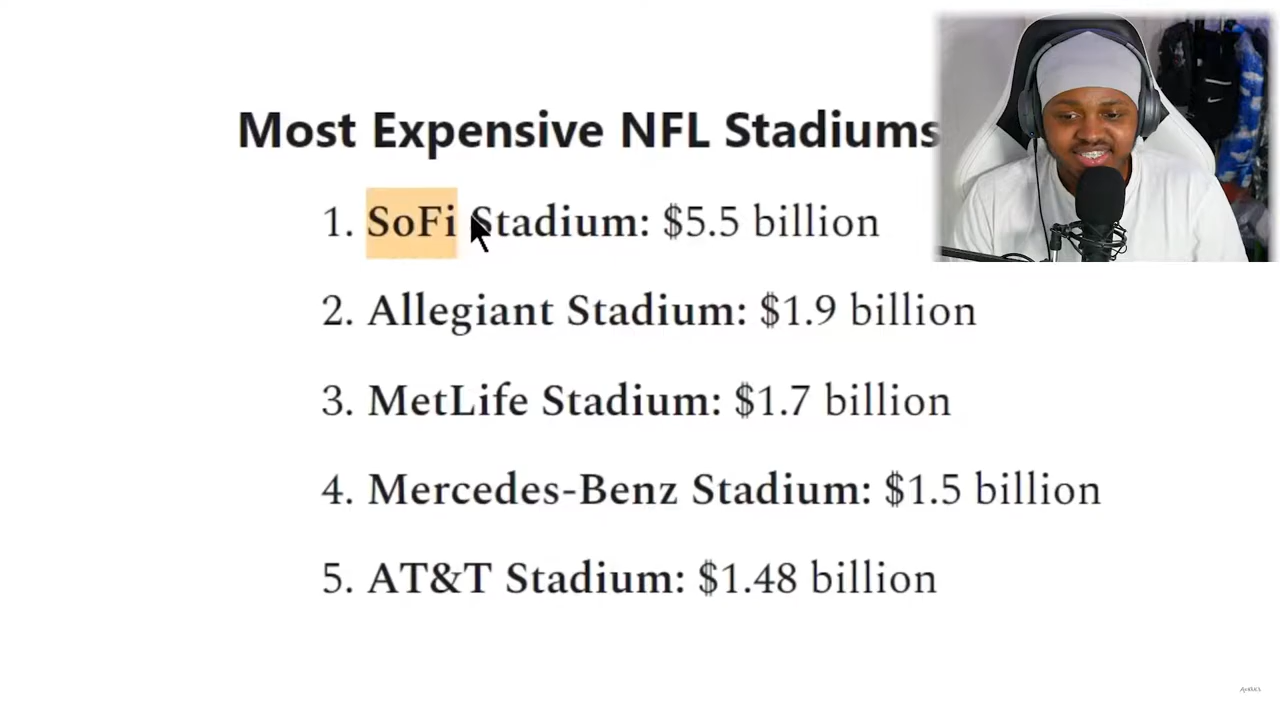 Most Expensive NFL Stadiums
1. SoFi Stadium: $5.5 billion
2. Allegiant Stadium: $1.9 billion
3. MetLife Stadium: $1.7 billion
4. Mercedes-Benz Stadium: $1.5 billion
5. AT&T Stadium: $1.48 billion